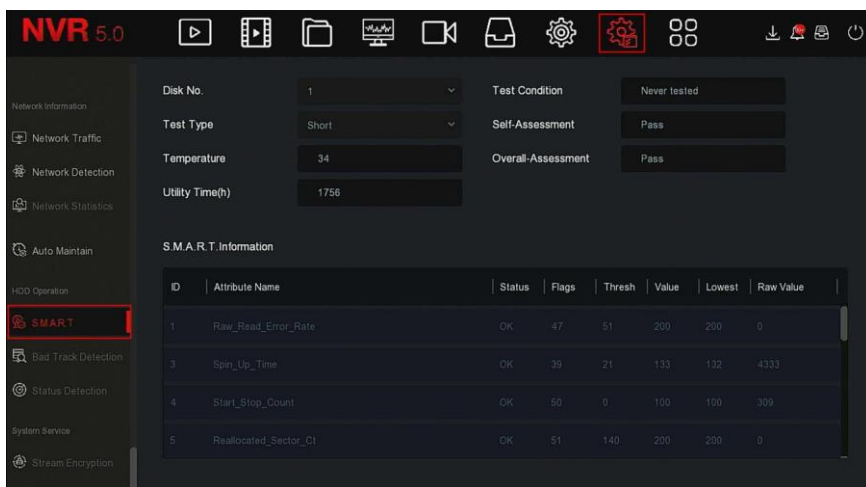 NVR 5.0
Network Information
Network Traffic
Network Detection
Network Statistics
Auto Maintain
HDD Operation
SMART
Bad Track Detection
Status Detection
System Service
Stream Encryption
Disk No. 1 Test Condition Never tested
Test Type Short Self-Assessment Pass
Temperature 34 Overall-Assessment Pass
Utility Time(h) 1756
S.M.A.R.T.Information
ID Attribute Name Status Flags Thresh Value Lowest Raw Value
1 Raw_Read_Error_Rate OK 47 51 200 200 0
3 Spin_Up_Time OK 39 21 133 132 4333
4 Start_Stop_Count OK 50 0 100 100 309
5 Reallocated_Sector_Ct OK 51 140 200 200 0